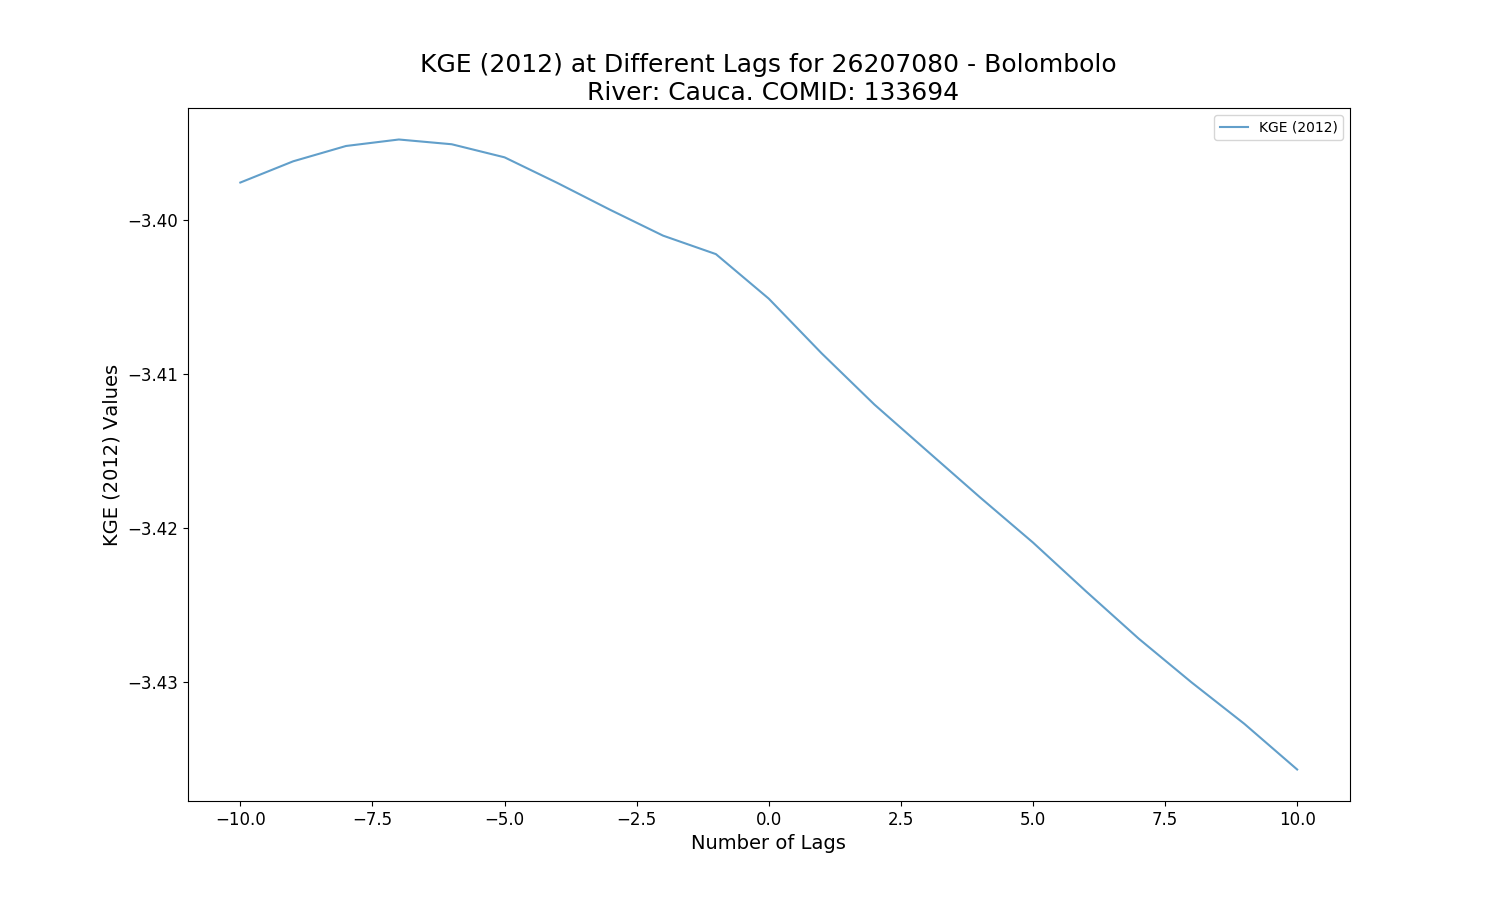 KGE (2012) at Different Lags for 26207080 - Bolombolo
River: Cauca. COMID: 133694
KGE (2012)
KGE (2012) Values
−3.40
−3.41
−3.42
−3.43
−10.0 −7.5 −5.0 −2.5 0.0 2.5 5.0 7.5 10.0
Number of Lags